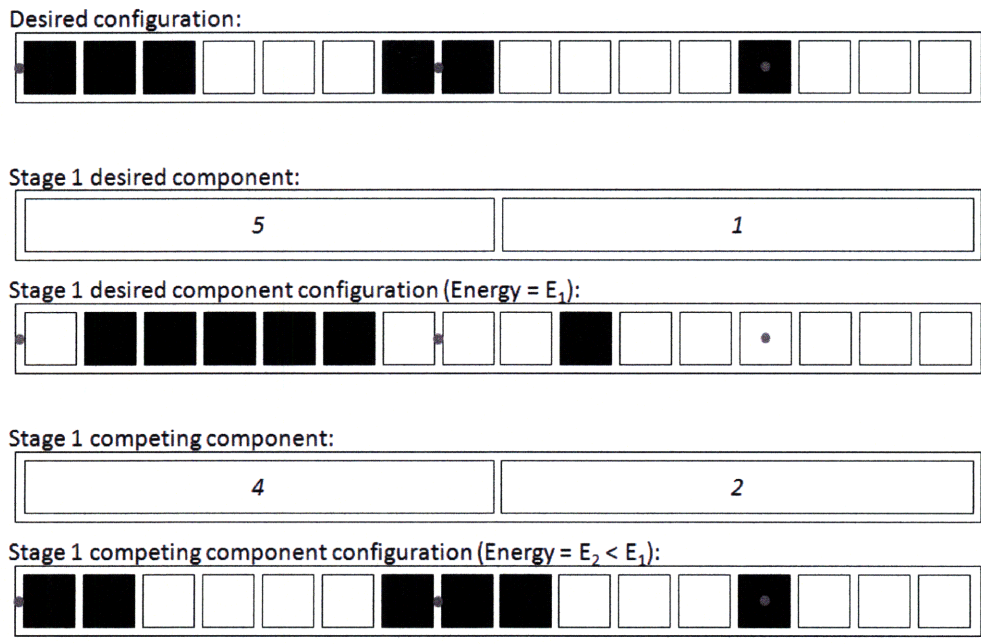 Desired configuration:
Stage 1 desired component:
5 1
Stage 1 desired component configuration (Energy = E₁):
Stage 1 competing component:
4 2
Stage 1 competing component configuration (Energy = E₂ < E₁):